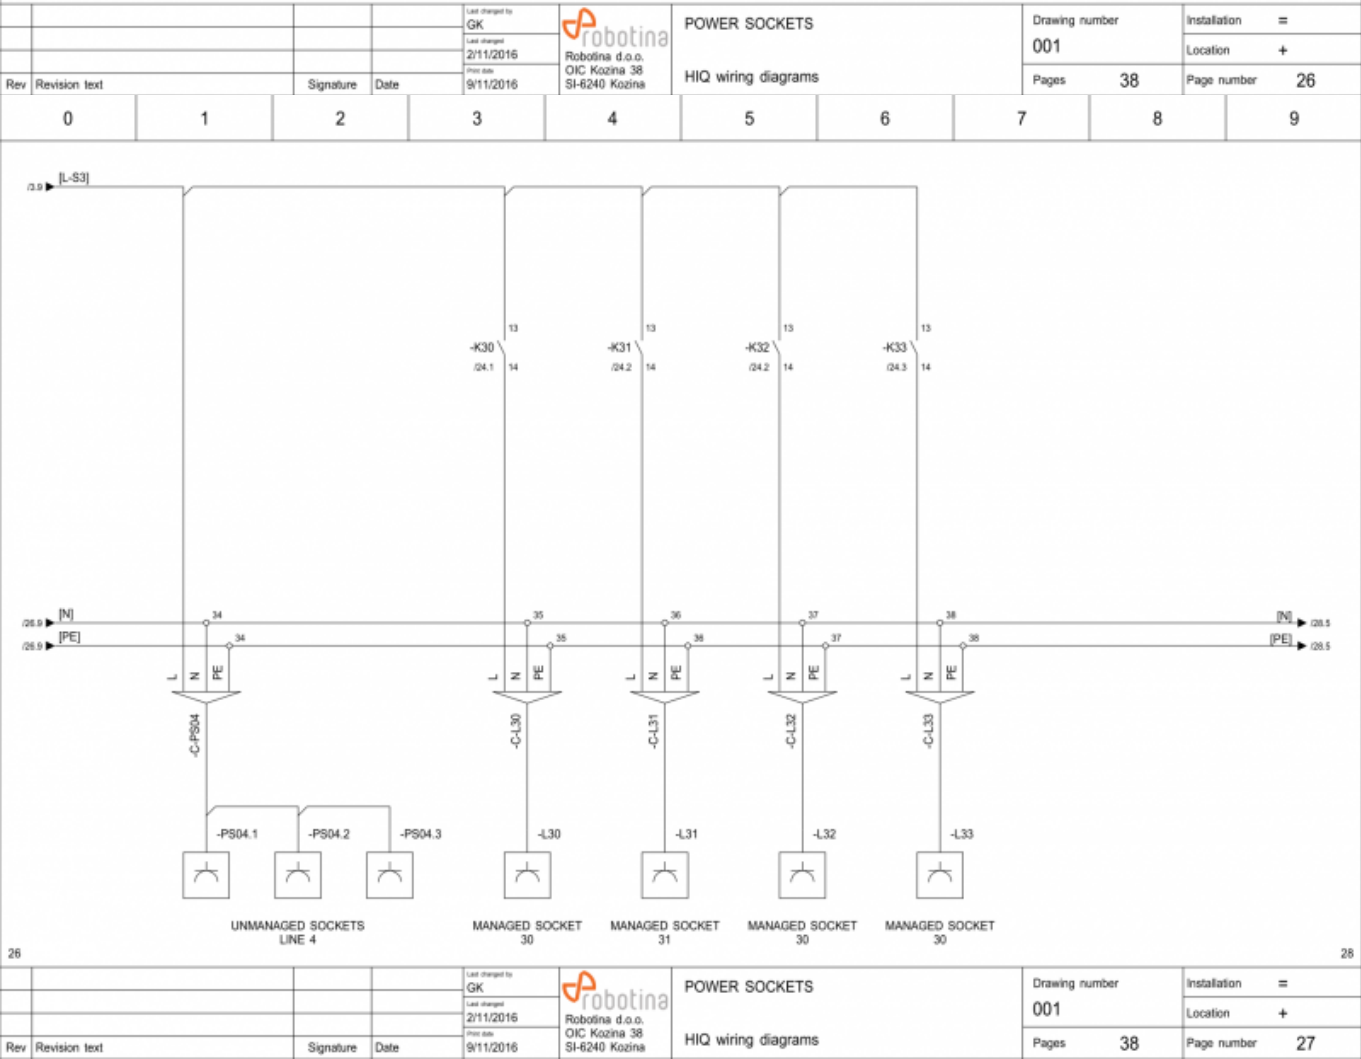 Last changed by
GK
Last changed
2/11/2016
Print date
9/11/2016
Rev Revision text Signature Date
robotina
Robotina d.o.o.
OIC Kozina 38
SI-6240 Kozina
POWER SOCKETS
HIQ wiring diagrams
Drawing number
001
Pages 38
Installation =
Location +
Page number 26
0 1 2 3 4 5 6 7 8 9
[L-S3]
/3.9
13 13 13 13
-K30 -K31 -K32 -K33
/24.1 14 /24.2 14 /24.2 14 /24.3 14
[N] 34 35 36 37 38 [N]
/26.9 /28.5
[PE] 34 35 36 37 38 [PE]
/26.9 /28.5
L N PE L N PE L N PE L N PE L N PE
-C-PS04 -C-L30 -C-L31 -C-L32 -C-L33
-PS04.1 -PS04.2 -PS04.3 -L30 -L31 -L32 -L33
UNMANAGED SOCKETS MANAGED SOCKET MANAGED SOCKET MANAGED SOCKET MANAGED SOCKET
LINE 4 30 31 30 30
26 28
Last changed by
GK
Last changed
2/11/2016
Print date
9/11/2016
Rev Revision text Signature Date
robotina
Robotina d.o.o.
OIC Kozina 38
SI-6240 Kozina
POWER SOCKETS
HIQ wiring diagrams
Drawing number
001
Pages 38
Installation =
Location +
Page number 27